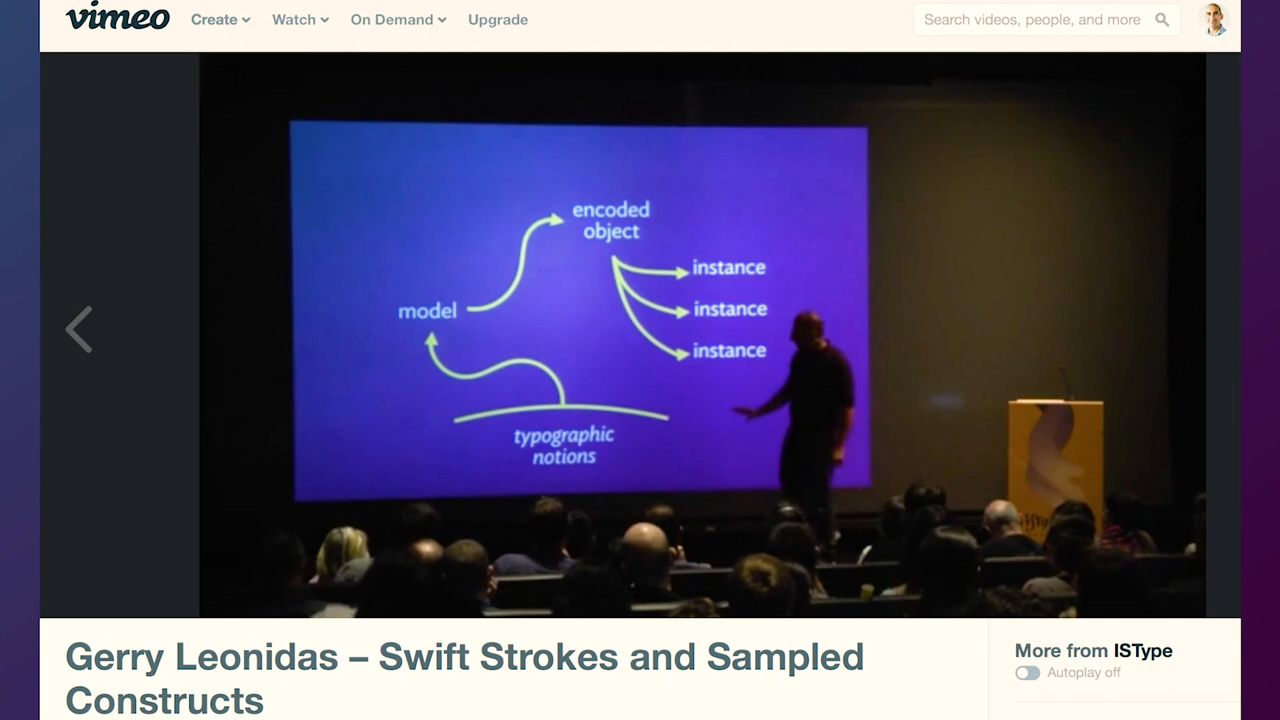 vimeo Create Watch On Demand Upgrade Search videos, people, and more
encoded
object
instance
model
instance
instance
typographic
notions
Gerry Leonidas – Swift Strokes and Sampled
Constructs
More from ISType
Autoplay off